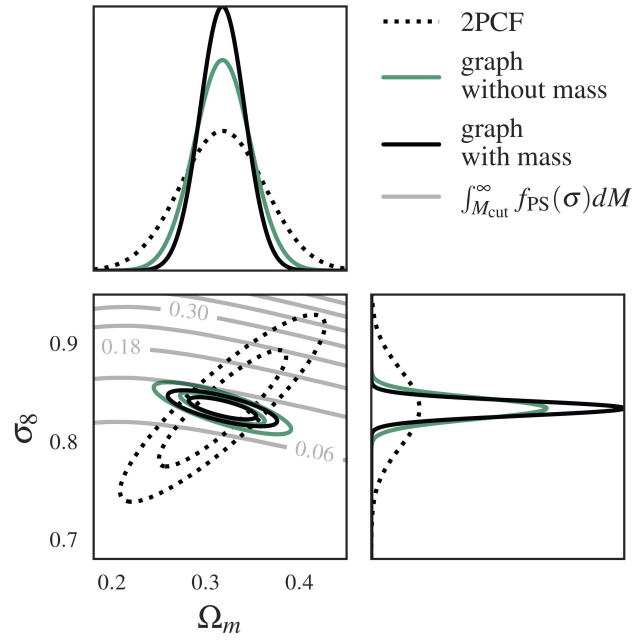 2PCF
graph
without mass
graph
with mass
∫_{M_cut}^∞ f_PS(σ)dM
0.30
0.18
0.06
0.9
0.8
0.7
σ_8
0.2 0.3 0.4
Ω_m